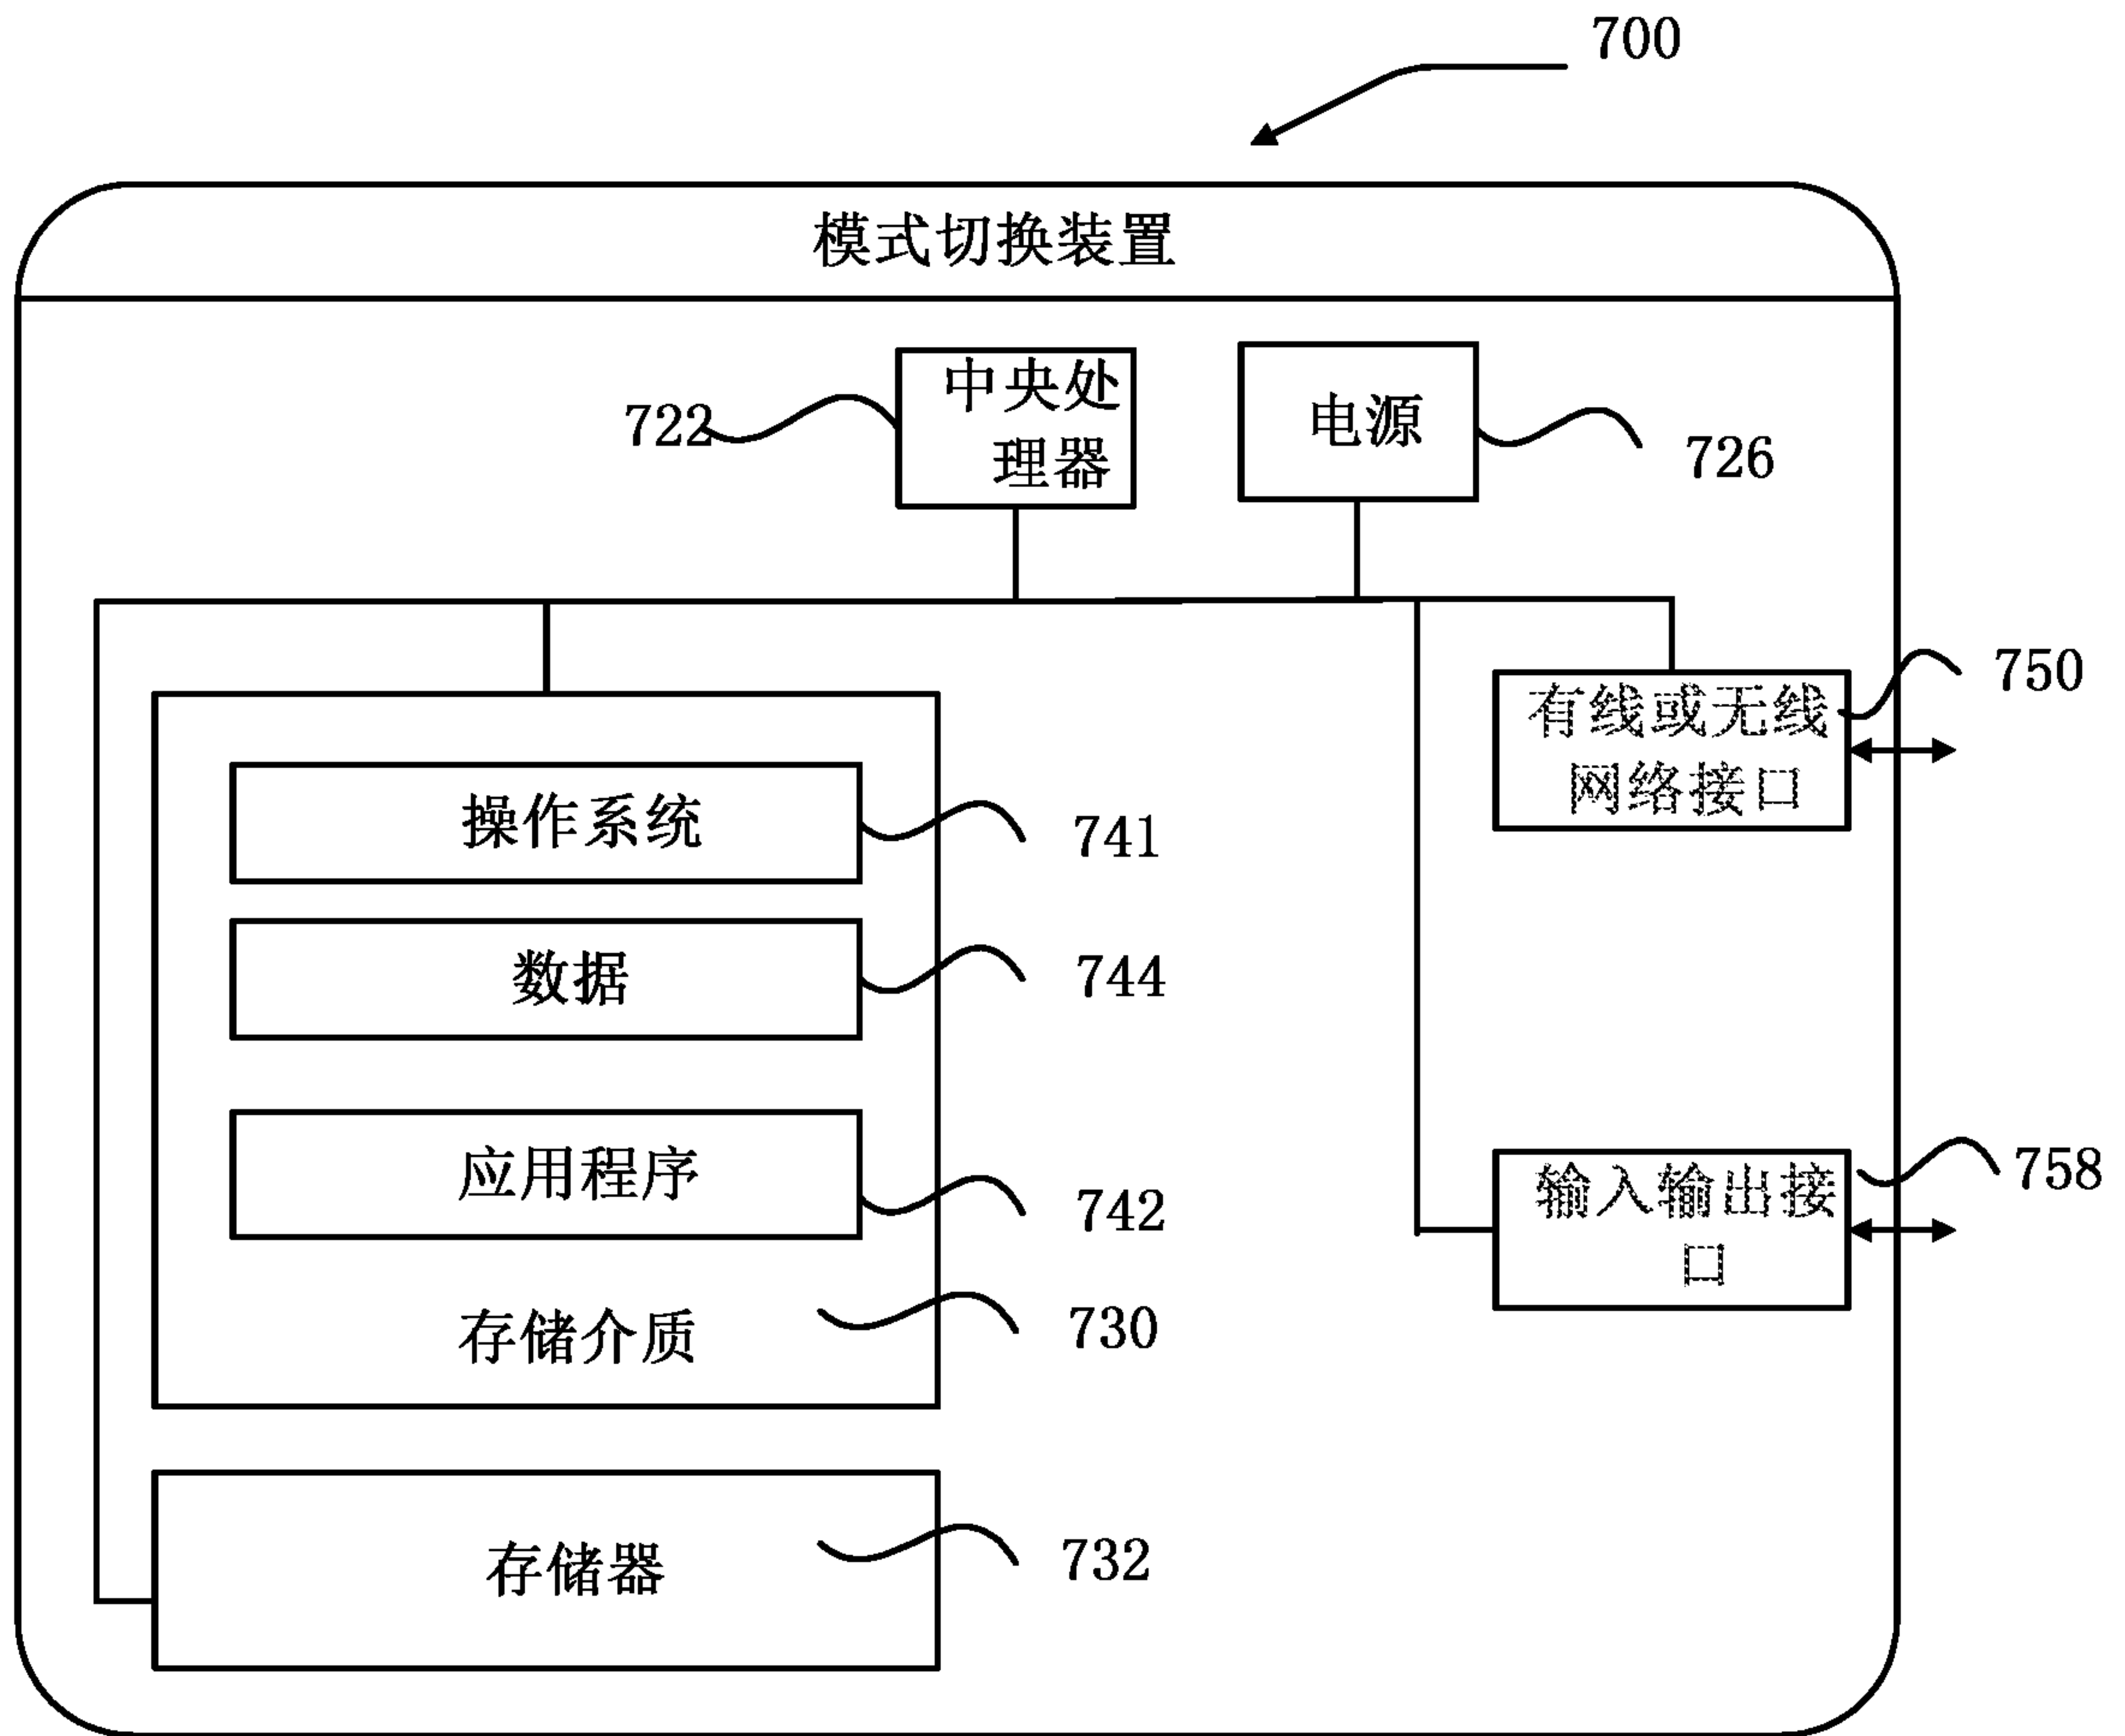 700
模式切换装置
中央处
理器
722
电源
726
有线或无线
网络接口
750
操作系统
741
数据
744
应用程序
742
输入输出接
口
758
存储介质
730
存储器
732